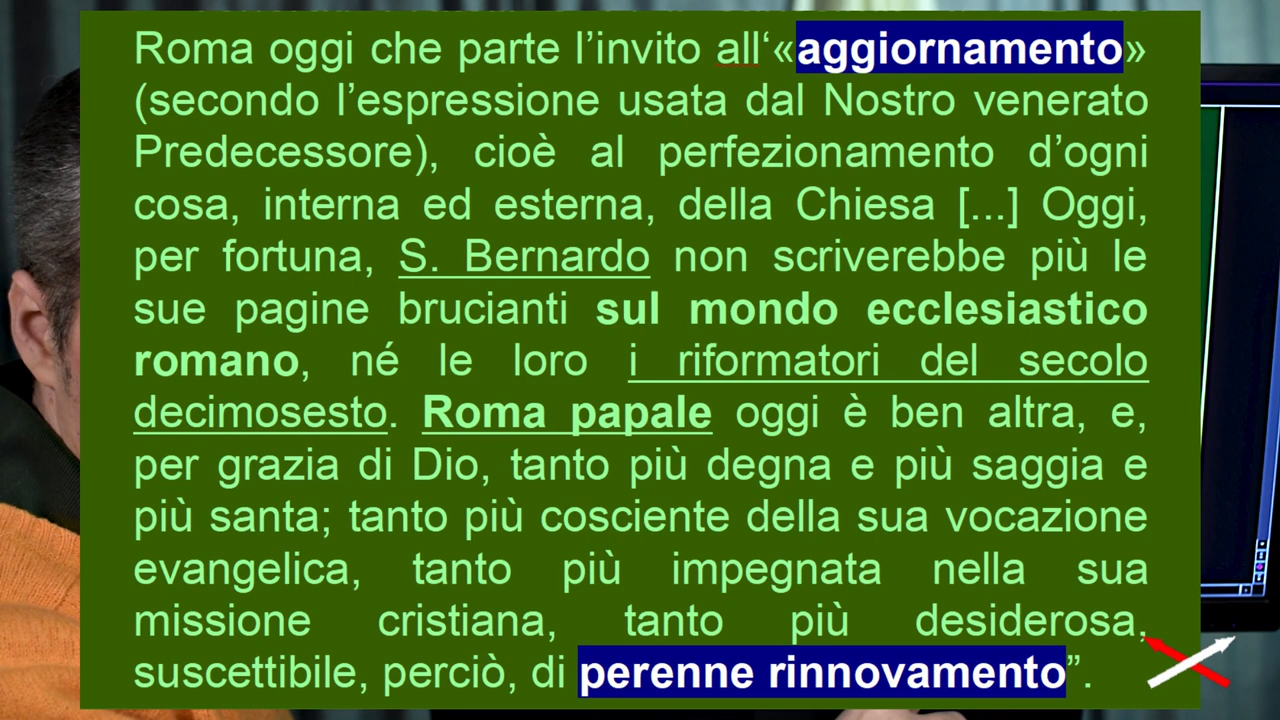 Roma oggi che parte l’invito all‘«aggiornamento»
(secondo l’espressione usata dal Nostro venerato
Predecessore), cioè al perfezionamento d’ogni
cosa, interna ed esterna, della Chiesa [...] Oggi,
per fortuna, S. Bernardo non scriverebbe più le
sue pagine brucianti sul mondo ecclesiastico
romano, né le loro i riformatori del secolo
decimosesto. Roma papale oggi è ben altra, e,
per grazia di Dio, tanto più degna e più saggia e
più santa; tanto più cosciente della sua vocazione
evangelica, tanto più impegnata nella sua
missione cristiana, tanto più desiderosa,
suscettibile, perciò, di perenne rinnovamento”.